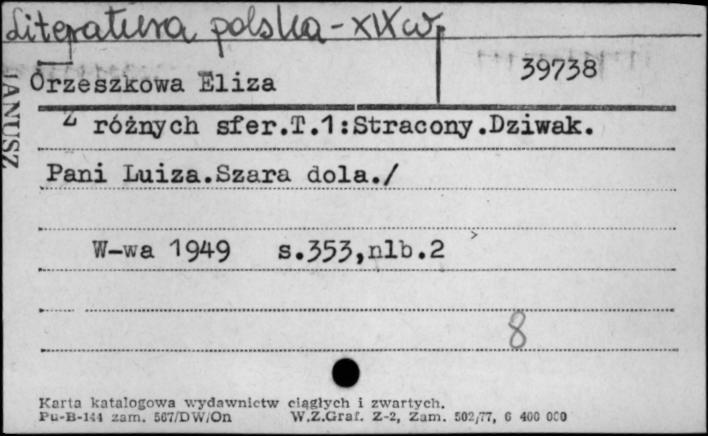 Literatura polska - XIX w.
39738
Orzeszkowa Eliza
JANUSZ
Z różnych sfer.T.1:Stracony.Dziwak.
Pani Luiza.Szara dola./
W-wa 1949 s.353,nlb.2
8
Karta katalogowa wydawnictw ciągłych i zwartych.
Pu-B-144 zam. 567/DW/On W.Z.Graf. Z-2, Zam. 502/77, 6 400 000